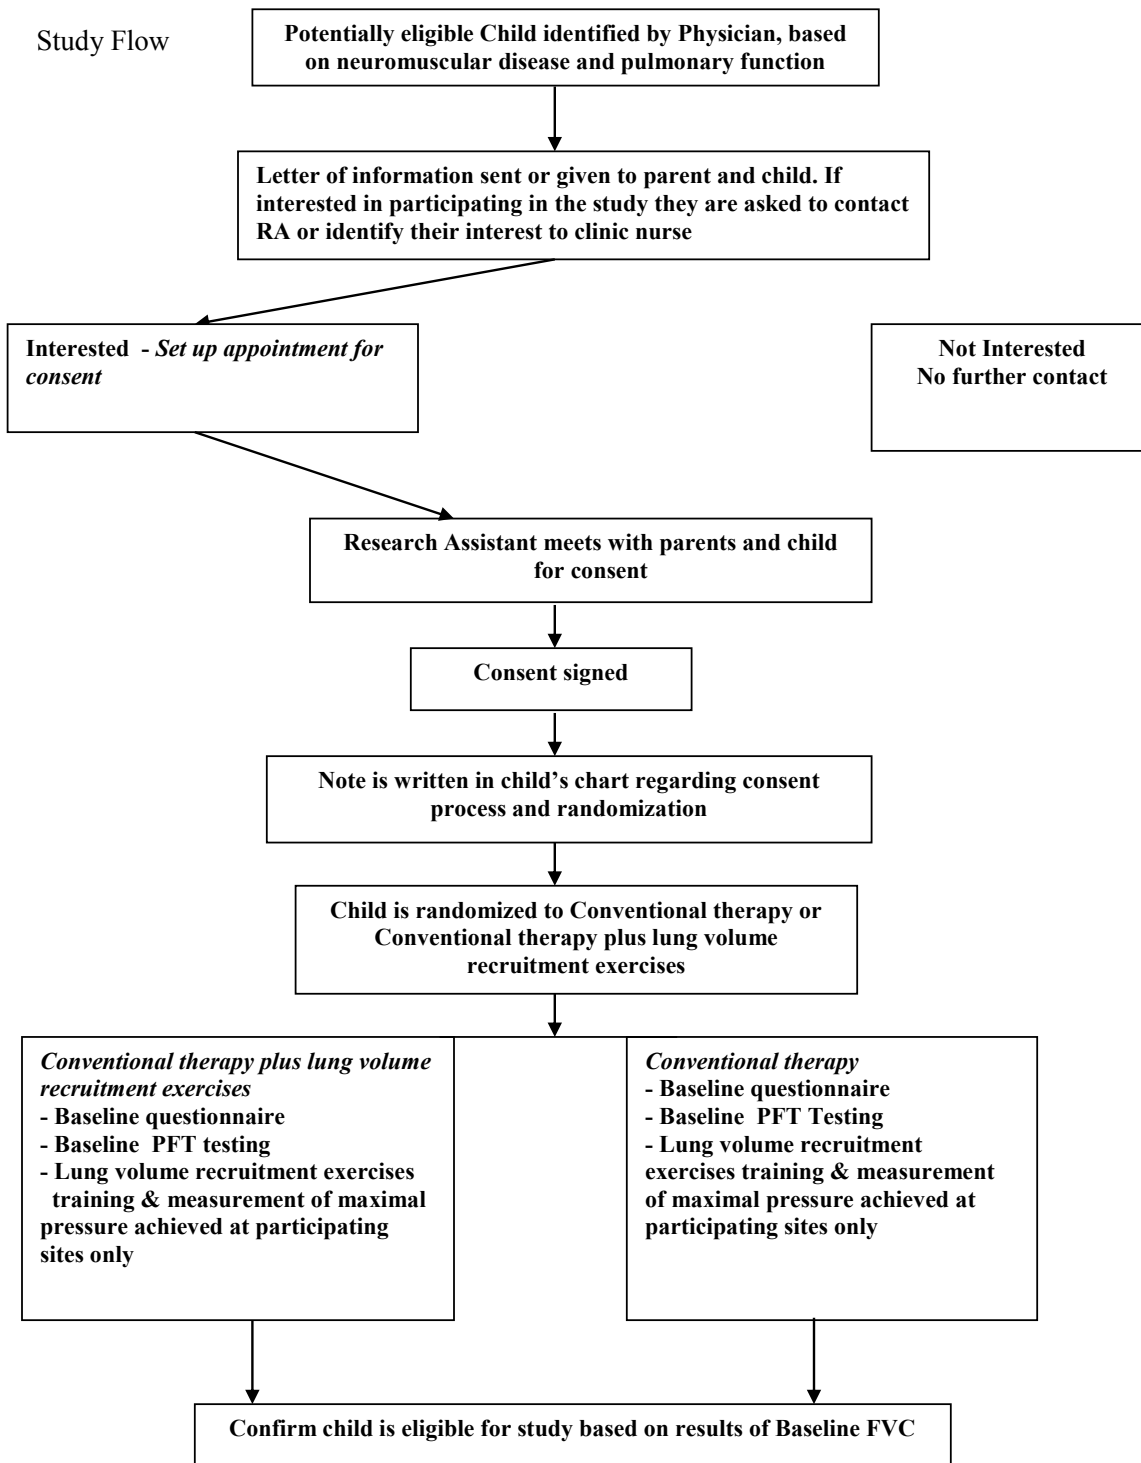 Study Flow
Potentially eligible Child identified by Physician, based
on neuromuscular disease and pulmonary function
Letter of information sent or given to parent and child. If
interested in participating in the study they are asked to contact
RA or identify their interest to clinic nurse
Interested - Set up appointment for
consent
Not Interested
No further contact
Research Assistant meets with parents and child
for consent
Consent signed
Note is written in child’s chart regarding consent
process and randomization
Child is randomized to Conventional therapy or
Conventional therapy plus lung volume
recruitment exercises
Conventional therapy plus lung volume
recruitment exercises
- Baseline questionnaire
- Baseline PFT testing
- Lung volume recruitment exercises
training & measurement of maximal
pressure achieved at participating
sites only
Conventional therapy
- Baseline questionnaire
- Baseline PFT Testing
- Lung volume recruitment
exercises training & measurement
of maximal pressure achieved at
participating sites only
Confirm child is eligible for study based on results of Baseline FVC